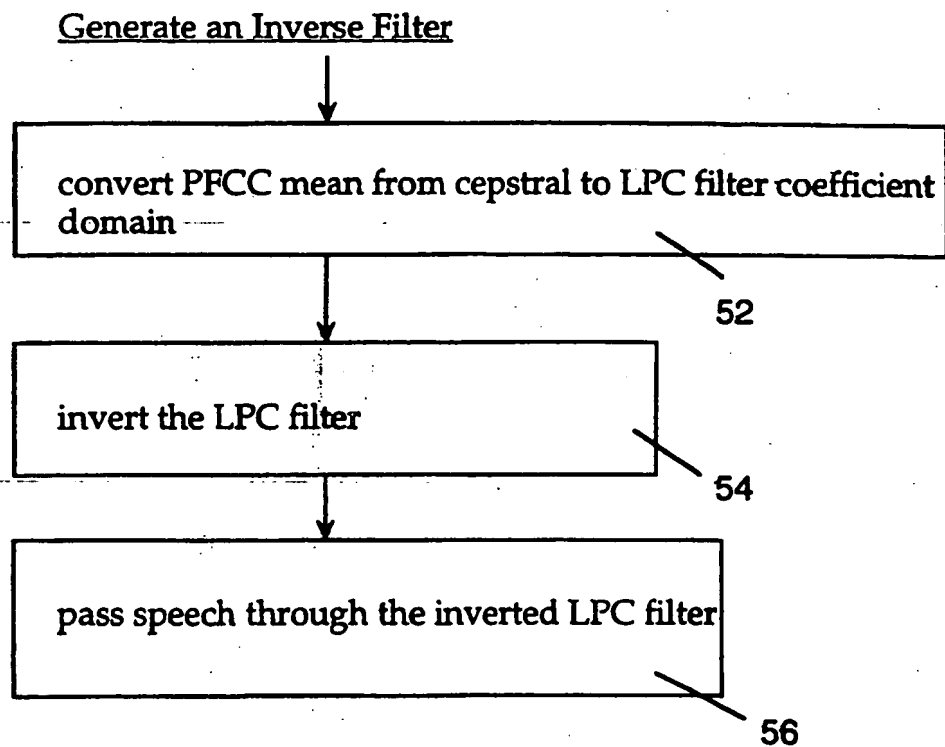 Generate an Inverse Filter
convert PFCC mean from cepstral to LPC filter coefficient
domain
52
invert the LPC filter
54
pass speech through the inverted LPC filter
56